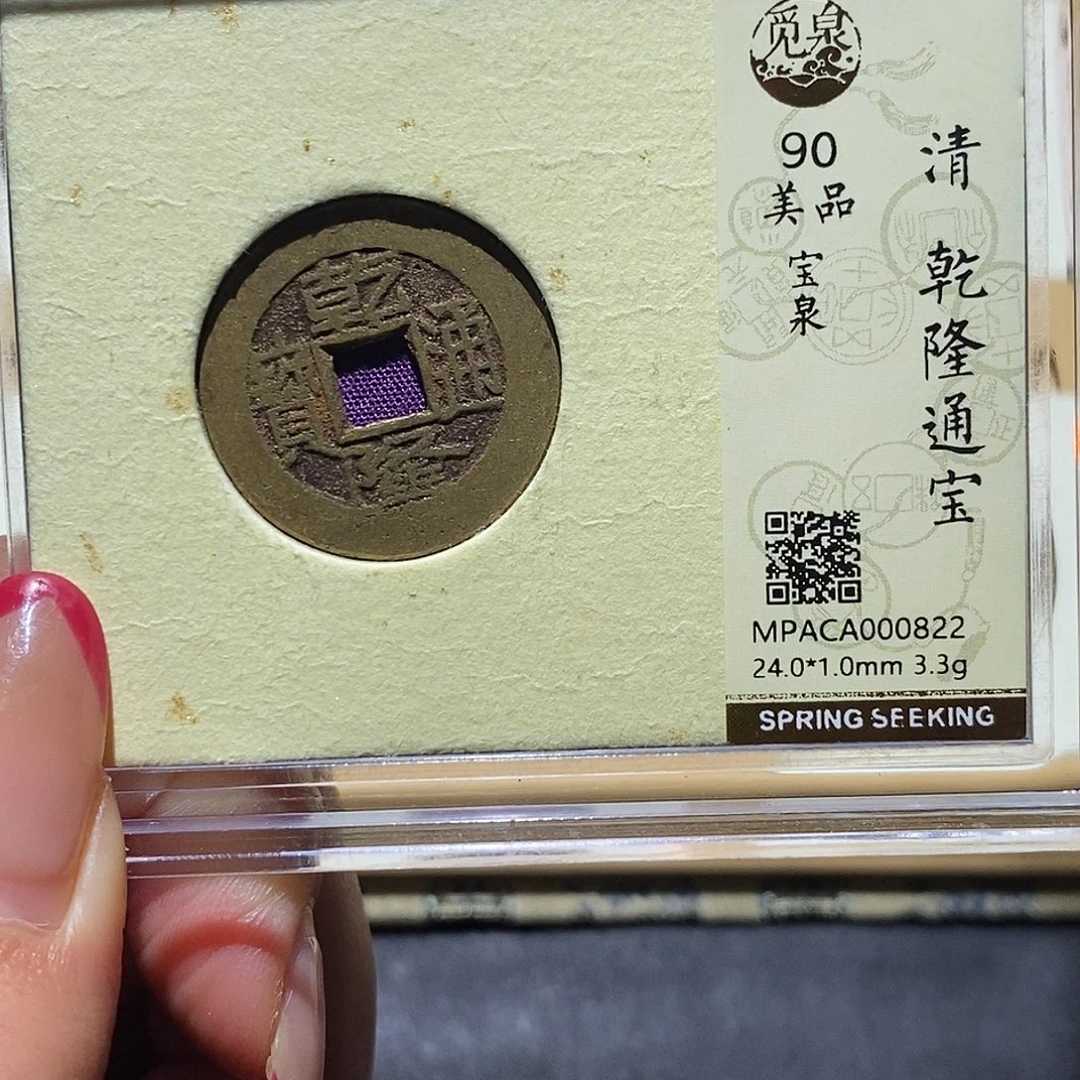 乾隆通寶
觅泉
90
美品
宝泉
清 乾隆通宝
MPACA000822
24.0*1.0mm 3.3g
SPRING SEEKING